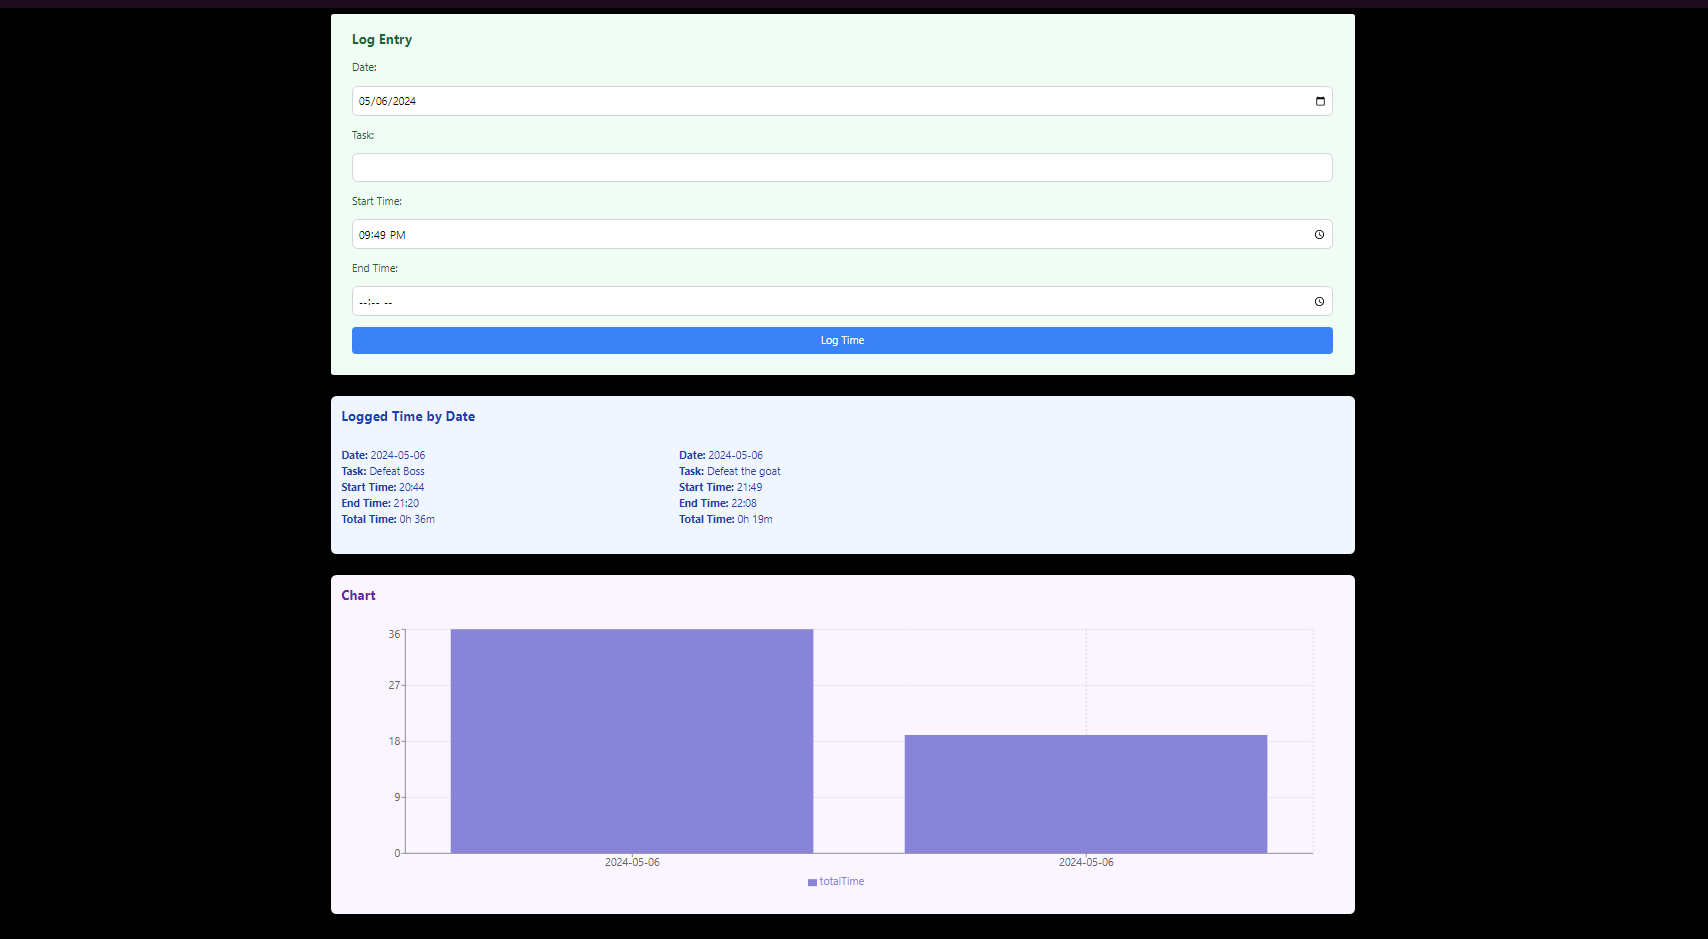 Log Entry
Date:
05/06/2024
Task:
Start Time:
09:49 PM
End Time:
--:-- --
Log Time
Logged Time by Date
Date: 2024-05-06
Task: Defeat Boss
Start Time: 20:44
End Time: 21:20
Total Time: 0h 36m
Date: 2024-05-06
Task: Defeat the goat
Start Time: 21:49
End Time: 22:08
Total Time: 0h 19m
Chart
36
27
18
9
0
2024-05-06
2024-05-06
totalTime